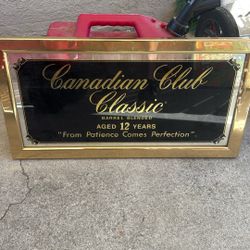 Canadian Club
Classic
BARREL BLENDED
AGED 12 YEARS
"From Patience Comes Perfection"